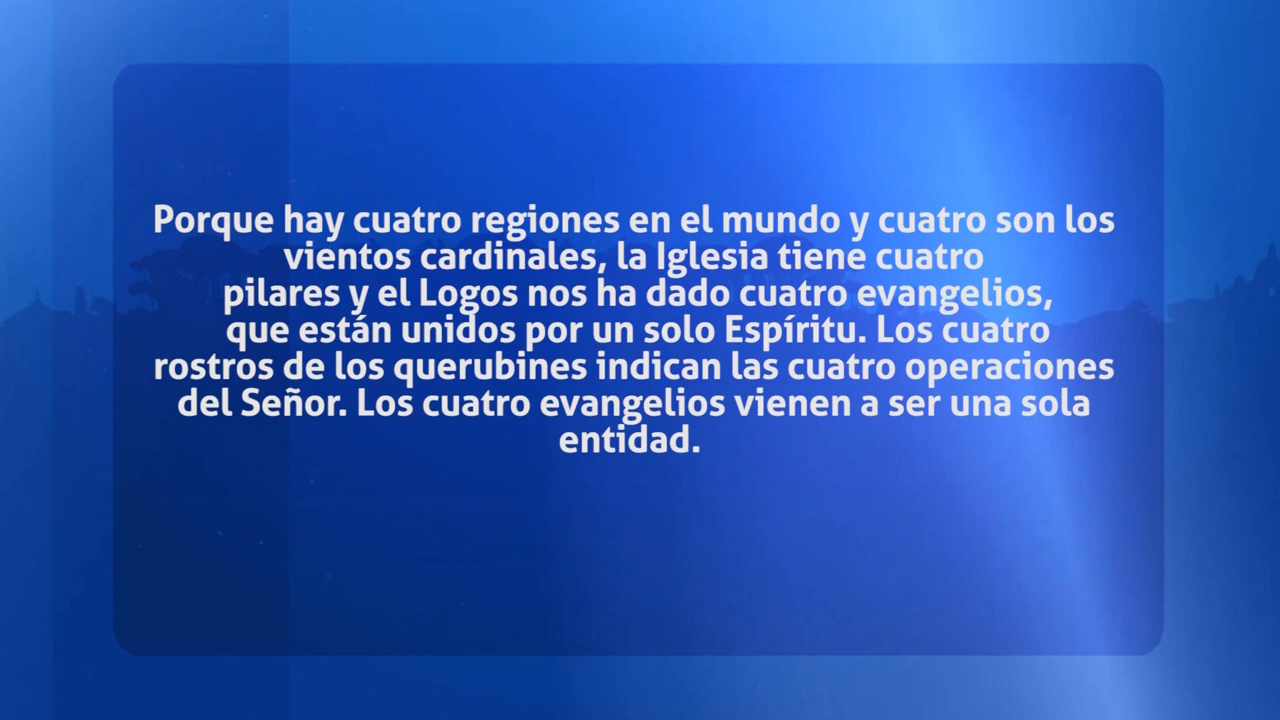 Porque hay cuatro regiones en el mundo y cuatro son los
vientos cardinales, la Iglesia tiene cuatro
pilares y el Logos nos ha dado cuatro evangelios,
que están unidos por un solo Espíritu. Los cuatro
rostros de los querubines indican las cuatro operaciones
del Señor. Los cuatro evangelios vienen a ser una sola
entidad.